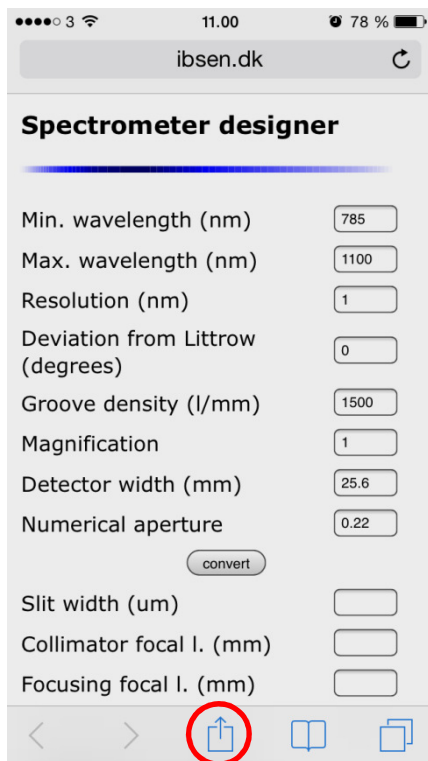 3 11.00 78 %
ibsen.dk
Spectrometer designer
Min. wavelength (nm) 785
Max. wavelength (nm) 1100
Resolution (nm) 1
Deviation from Littrow
(degrees) 0
Groove density (l/mm) 1500
Magnification 1
Detector width (mm) 25.6
Numerical aperture 0.22
convert
Slit width (um)
Collimator focal l. (mm)
Focusing focal l. (mm)